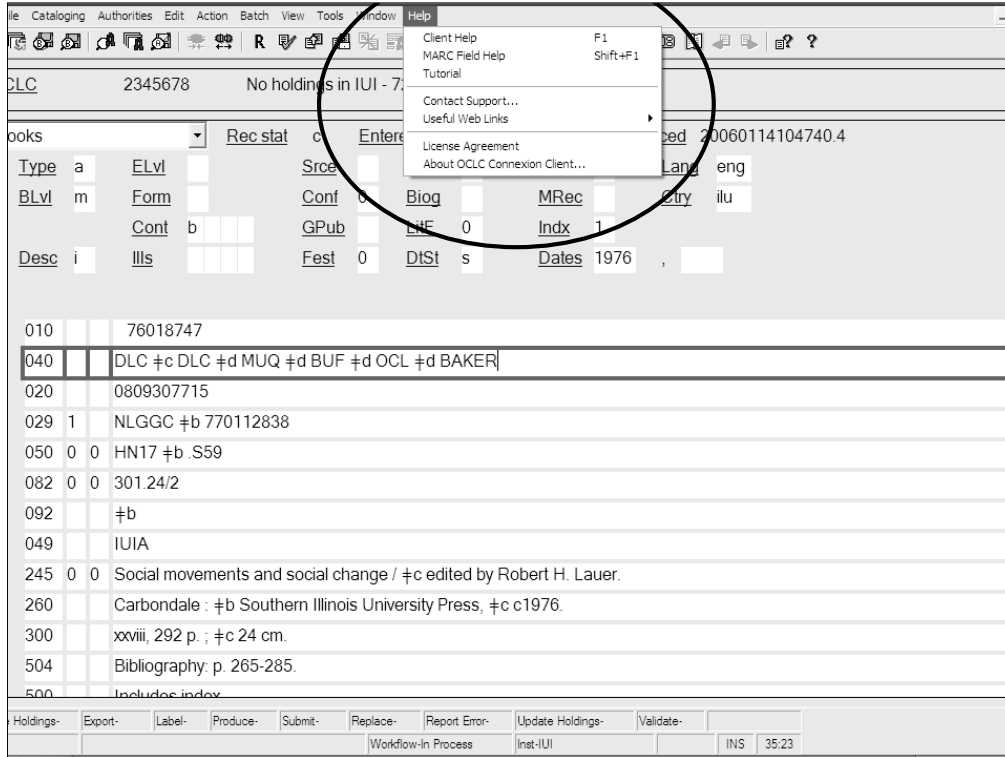 ile Cataloging Authorities Edit Action Batch View Tools Window Help
R ?
Client Help F1
MARC Field Help Shift+F1
Tutorial
Contact Support...
Useful Web Links
License Agreement
About OCLC Connexion Client...
CLC 2345678 No holdings in IUI - 7
ooks Rec stat c Entere ced 20060114104740.4
Type a ELvl Srce Lang eng
BLvl m Form Conf 0 Biog MRec Ctry ilu
Cont b GPub LitF 0 Indx 1
Desc i Ills Fest 0 DtSt s Dates 1976 ,
010 76018747
040 DLC ǂc DLC ǂd MUQ ǂd BUF ǂd OCL ǂd BAKER
020 0809307715
029 1 NLGGC ǂb 770112838
050 0 0 HN17 ǂb .S59
082 0 0 301.24/2
092 ǂb
049 IUIA
245 0 0 Social movements and social change / ǂc edited by Robert H. Lauer.
260 Carbondale : ǂb Southern Illinois University Press, ǂc c1976.
300 xxviii, 292 p. ; ǂc 24 cm.
504 Bibliography: p. 265-285.
500 Includes index
Holdings- Export- Label- Produce- Submit- Replace- Report Error- Update Holdings- Validate-
Workflow-In Process Inst-IUI INS 35:23